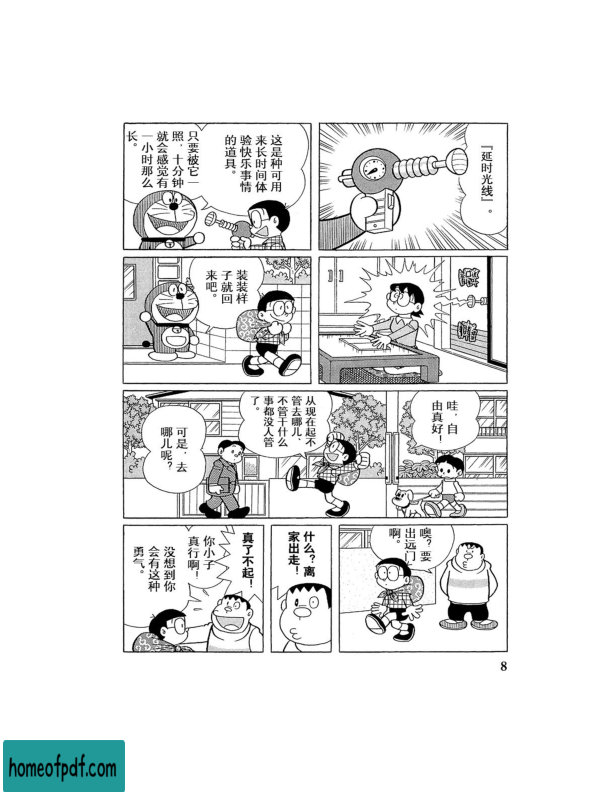 『延时光线』。
这是种可用
来长时间体
验快乐事情
的道具。
只要被它一
照，十分钟
就会感觉有
一小时那么
长。
装装样
子就回
来吧。
哇，自
由真好！
从现在起不
管去哪儿、
不管干什么
事都没人管
了。
可是，去
哪儿呢？
噢？要
出远门
啊。
什么？离
家出走！
真了不起！
你小子
真行啊！
没想到你
会有这种
勇气。
8
homeofpdf.com